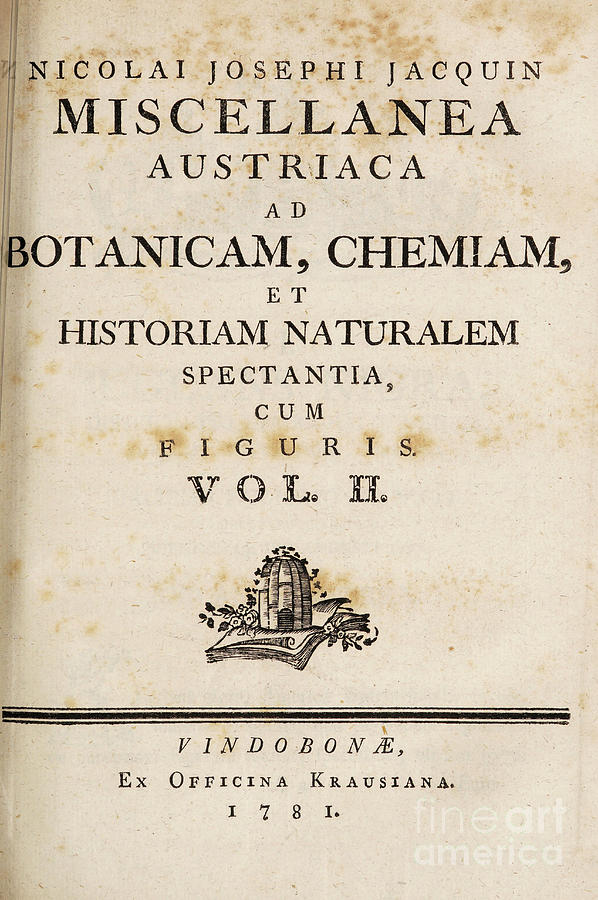 NICOLAI JOSEPHI JACQUIN
MISCELLANEA
AUSTRIACA
AD
BOTANICAM, CHEMIAM,
ET
HISTORIAM NATURALEM
SPECTANTIA,
CUM
FIGURIS.
VOL. II.
VINDOBONÆ,
EX OFFICINA KRAUSIANA.
1781.
fineart
america